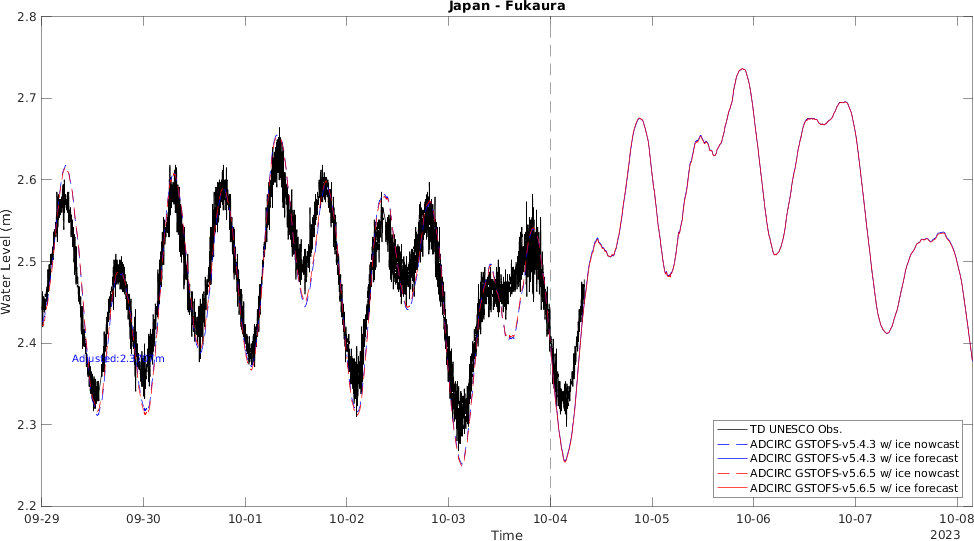 Japan - Fukaura
2.8
2.7
2.6
2.5
2.4
2.3
2.2
Water Level (m)
TD UNESCO Obs.
ADCIRC GSTOFS-v5.4.3 w/ ice nowcast
ADCIRC GSTOFS-v5.4.3 w/ ice forecast
ADCIRC GSTOFS-v5.6.5 w/ ice nowcast
ADCIRC GSTOFS-v5.6.5 w/ ice forecast
09-29 09-30 10-01 10-02 10-03 10-04 10-05 10-06 10-07 10-08
Time
2023